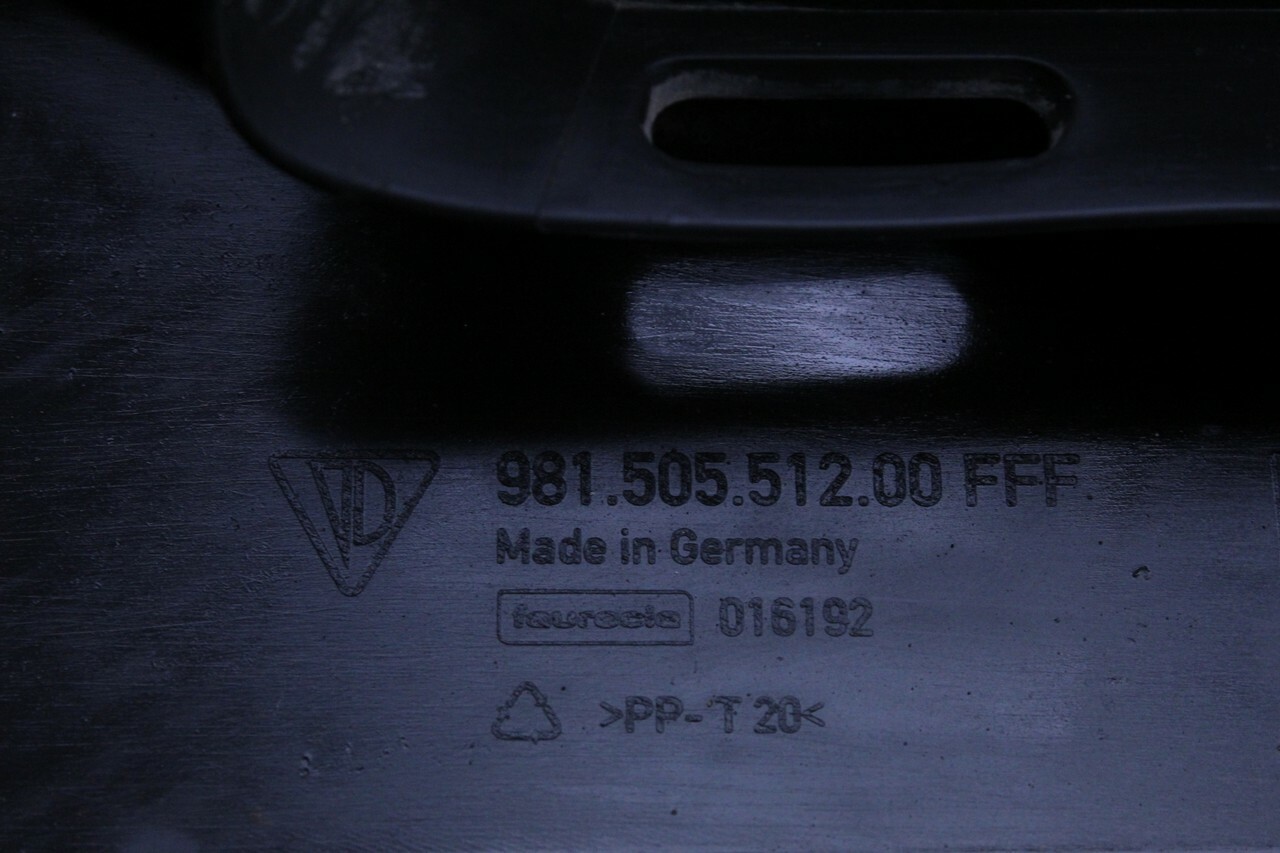 981.505.512.00 FFF
Made in Germany
faurecia 016192
>PP-T 20<